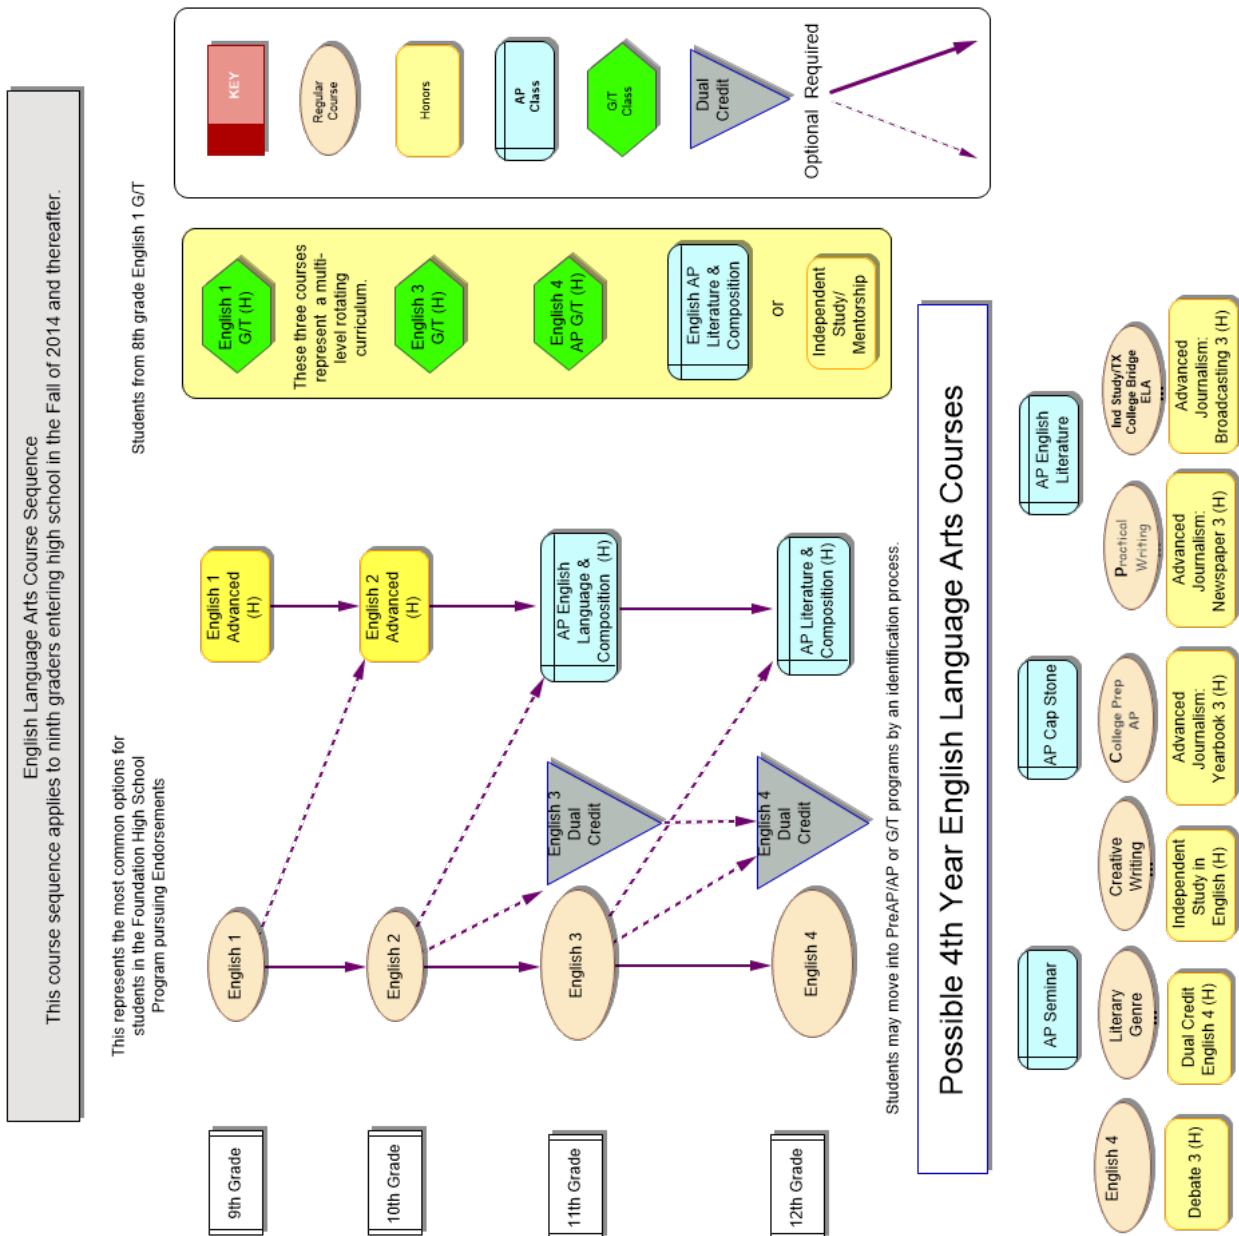 English Language Arts Course Sequence
This course sequence applies to ninth graders entering high school in the Fall of 2014 and thereafter.
This represents the most common options for
students in the Foundation High School
Program pursuing Endorsements
Students from 8th grade English 1 G/T
KEY
Regular
Course
Honors
AP
Class
G/T
Class
Dual
Credit
Optional Required
9th Grade
English 1
English 1
Advanced
(H)
English 1
G/T (H)
These three courses
represent a multi-
level rotating
curriculum.
10th Grade
English 2
English 2
Advanced
(H)
English 3
G/T (H)
11th Grade
English 3
English 3
Dual
Credit
AP English
Language &
Composition (H)
English 4
AP G/T (H)
English AP
Literature &
Composition
or
Independent
Study/
Mentorship
12th Grade
English 4
English 4
Dual
Credit
AP Literature &
Composition (H)
Students may move into PreAP/AP or G/T programs by an identification process.
Possible 4th Year English Language Arts Courses
AP Seminar
AP Cap Stone
AP English
Literature
English 4
Literary
Genre
...
Creative
Writing
...
College Prep
AP
Practical
Writing
...
Ind Study/TX
College Bridge
ELA
...
Debate 3 (H)
Dual Credit
English 4 (H)
Independent
Study in
English (H)
Advanced
Journalism:
Yearbook 3 (H)
Advanced
Journalism:
Newspaper 3 (H)
Advanced
Journalism:
Broadcasting 3 (H)